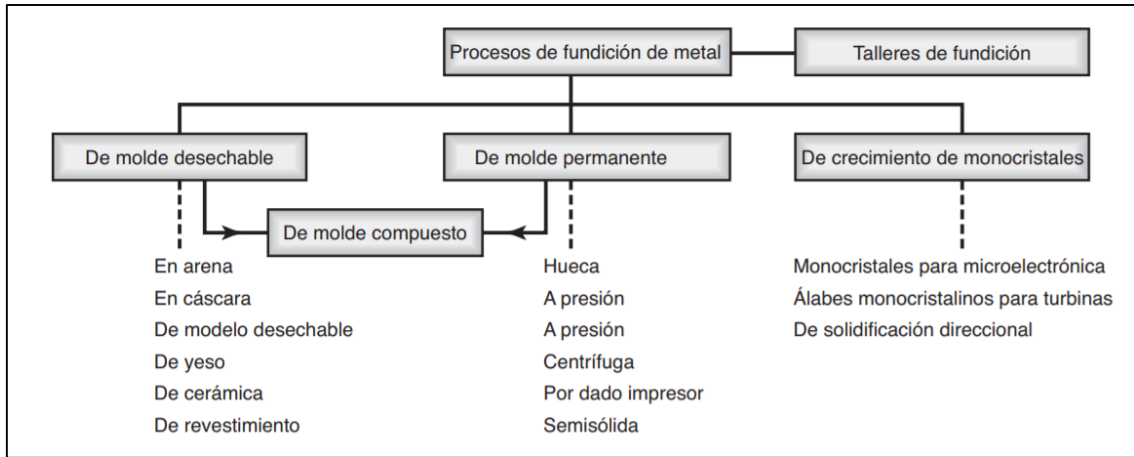 Procesos de fundición de metal
Talleres de fundición
De molde desechable
De molde permanente
De crecimiento de monocristales
De molde compuesto
En arena
En cáscara
De modelo desechable
De yeso
De cerámica
De revestimiento
Hueca
A presión
A presión
Centrífuga
Por dado impresor
Semisólida
Monocristales para microelectrónica
Álabes monocristalinos para turbinas
De solidificación direccional